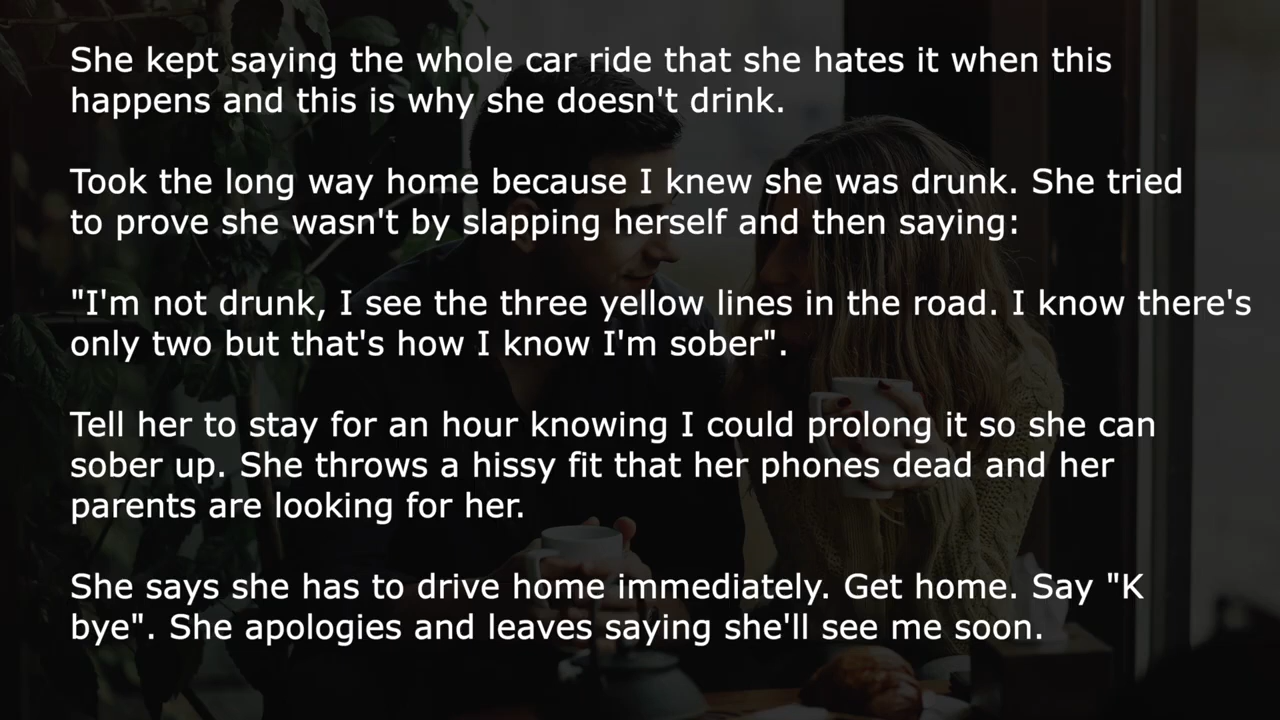 She kept saying the whole car ride that she hates it when this
happens and this is why she doesn't drink.
Took the long way home because I knew she was drunk. She tried
to prove she wasn't by slapping herself and then saying:
"I'm not drunk, I see the three yellow lines in the road. I know there's
only two but that's how I know I'm sober".
Tell her to stay for an hour knowing I could prolong it so she can
sober up. She throws a hissy fit that her phones dead and her
parents are looking for her.
She says she has to drive home immediately. Get home. Say "K
bye". She apologies and leaves saying she'll see me soon.